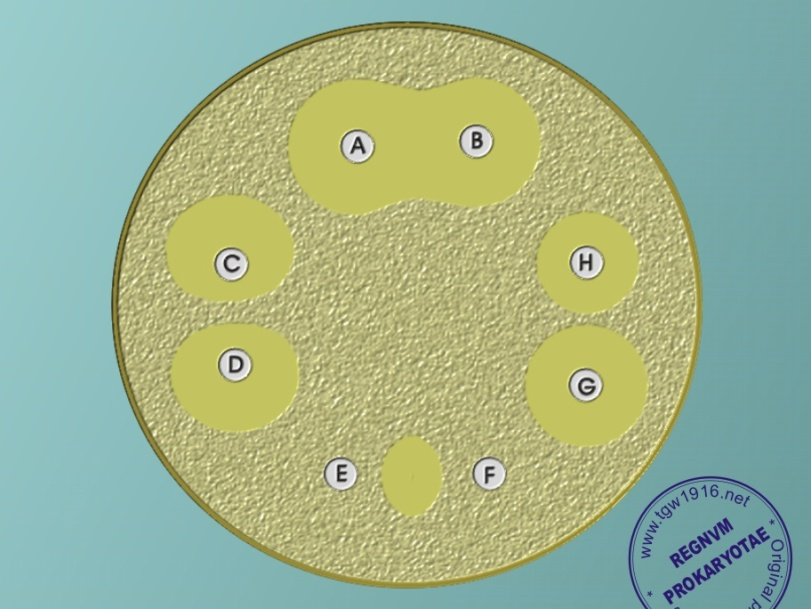 A
B
C
H
D
G
E
F
www.tgw1916.net
REGNVM
PROKARYOTAE
* Original
*